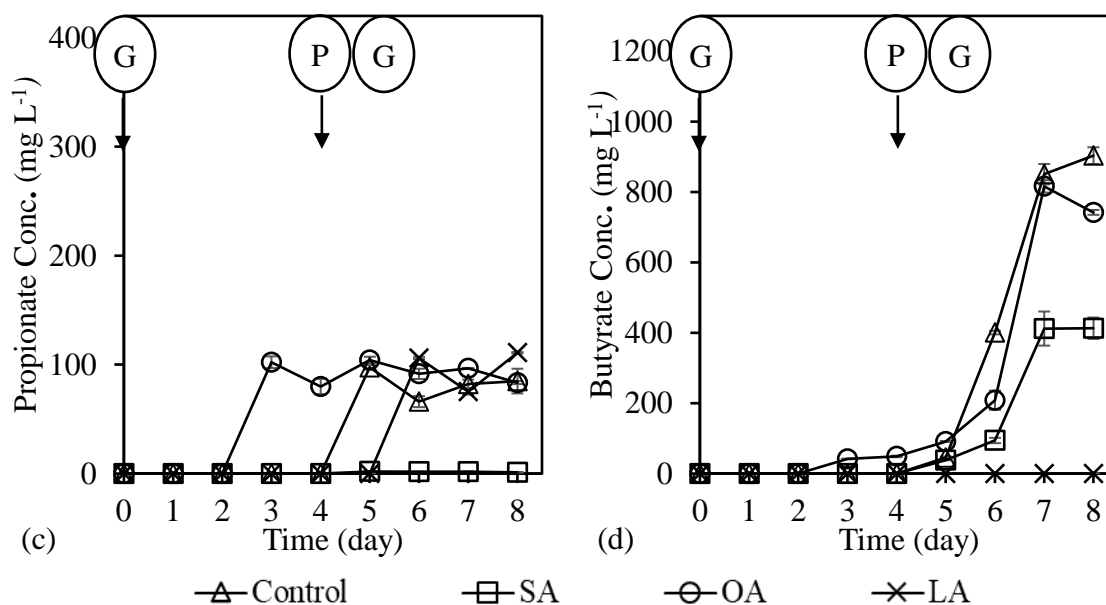 G P G
400
300
200
100
0
0 1 2 3 4 5 6 7 8
Propionate Conc. (mg L-1)
Time (day)
(c)
G P G
1200
1000
800
600
400
200
0
0 1 2 3 4 5 6 7 8
Butyrate Conc. (mg L-1)
Time (day)
(d)
Control SA OA LA